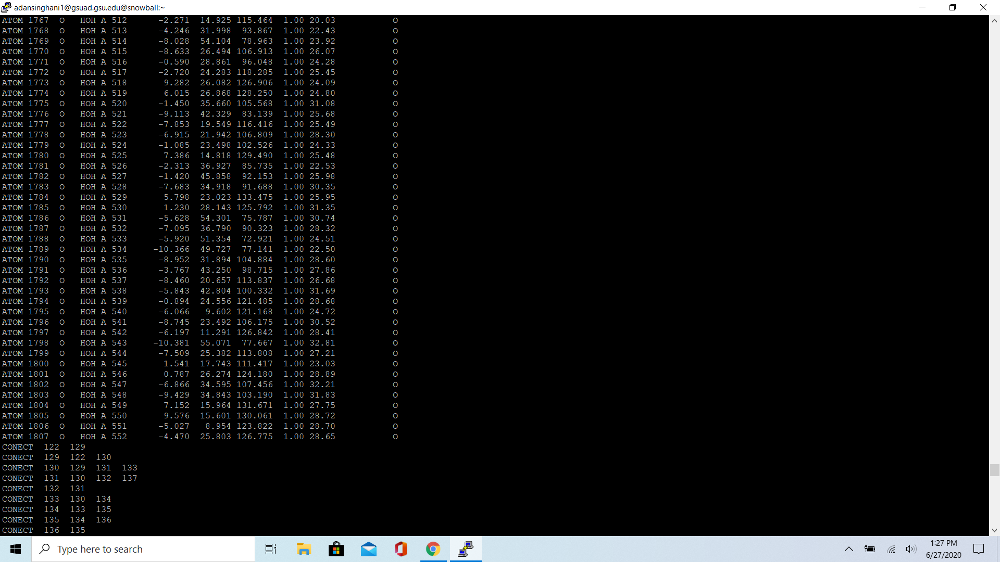 adansinghani1@gsuad.gsu.edu@snowball:~
ATOM 1767 O HOH A 512 -2.271 14.925 115.464 1.00 20.03 O
ATOM 1768 O HOH A 513 -4.246 31.998 93.867 1.00 22.43 O
ATOM 1769 O HOH A 514 -8.028 54.104 78.963 1.00 23.92 O
ATOM 1770 O HOH A 515 -8.633 26.494 106.913 1.00 26.07 O
ATOM 1771 O HOH A 516 -0.590 28.861 96.048 1.00 24.28 O
ATOM 1772 O HOH A 517 -2.720 24.283 118.285 1.00 25.45 O
ATOM 1773 O HOH A 518 9.282 26.082 126.906 1.00 24.09 O
ATOM 1774 O HOH A 519 6.015 26.868 128.250 1.00 24.80 O
ATOM 1775 O HOH A 520 -1.450 35.660 105.568 1.00 31.08 O
ATOM 1776 O HOH A 521 -9.113 42.329 83.139 1.00 25.68 O
ATOM 1777 O HOH A 522 -7.853 19.549 116.416 1.00 25.49 O
ATOM 1778 O HOH A 523 -6.915 21.942 106.809 1.00 28.30 O
ATOM 1779 O HOH A 524 -1.085 23.498 102.526 1.00 24.33 O
ATOM 1780 O HOH A 525 7.386 14.818 129.490 1.00 25.48 O
ATOM 1781 O HOH A 526 -2.313 36.927 85.735 1.00 22.53 O
ATOM 1782 O HOH A 527 -1.420 45.858 92.153 1.00 25.98 O
ATOM 1783 O HOH A 528 -7.683 34.918 91.688 1.00 30.35 O
ATOM 1784 O HOH A 529 5.798 23.023 133.475 1.00 25.95 O
ATOM 1785 O HOH A 530 1.230 28.143 125.792 1.00 31.35 O
ATOM 1786 O HOH A 531 -5.628 54.301 75.787 1.00 30.74 O
ATOM 1787 O HOH A 532 -7.095 36.790 90.323 1.00 28.32 O
ATOM 1788 O HOH A 533 -5.920 51.354 72.921 1.00 24.51 O
ATOM 1789 O HOH A 534 -10.366 49.727 77.141 1.00 22.50 O
ATOM 1790 O HOH A 535 -8.952 31.894 104.884 1.00 28.60 O
ATOM 1791 O HOH A 536 -3.767 43.250 98.715 1.00 27.86 O
ATOM 1792 O HOH A 537 -8.460 20.657 113.837 1.00 26.68 O
ATOM 1793 O HOH A 538 -5.843 42.804 100.332 1.00 31.69 O
ATOM 1794 O HOH A 539 -0.894 24.556 121.485 1.00 28.68 O
ATOM 1795 O HOH A 540 -6.066 9.602 121.168 1.00 24.72 O
ATOM 1796 O HOH A 541 -8.745 23.492 106.175 1.00 30.52 O
ATOM 1797 O HOH A 542 -6.197 11.291 126.842 1.00 28.41 O
ATOM 1798 O HOH A 543 -10.381 55.071 77.667 1.00 32.81 O
ATOM 1799 O HOH A 544 -7.509 25.382 113.808 1.00 27.21 O
ATOM 1800 O HOH A 545 1.541 17.743 111.417 1.00 23.03 O
ATOM 1801 O HOH A 546 0.787 26.274 124.180 1.00 28.89 O
ATOM 1802 O HOH A 547 -6.866 34.595 107.456 1.00 32.21 O
ATOM 1803 O HOH A 548 -9.429 34.843 103.190 1.00 31.83 O
ATOM 1804 O HOH A 549 7.152 15.964 131.671 1.00 27.75 O
ATOM 1805 O HOH A 550 9.576 15.601 130.061 1.00 28.72 O
ATOM 1806 O HOH A 551 -5.027 8.954 123.822 1.00 28.70 O
ATOM 1807 O HOH A 552 -4.470 25.803 126.775 1.00 28.65 O
CONECT 122 129
CONECT 129 122 130
CONECT 130 129 131 133
CONECT 131 130 132 137
CONECT 132 131
CONECT 133 130 134
CONECT 134 133 135
CONECT 135 134 136
CONECT 136 135
Type here to search
1:27 PM
6/27/2020